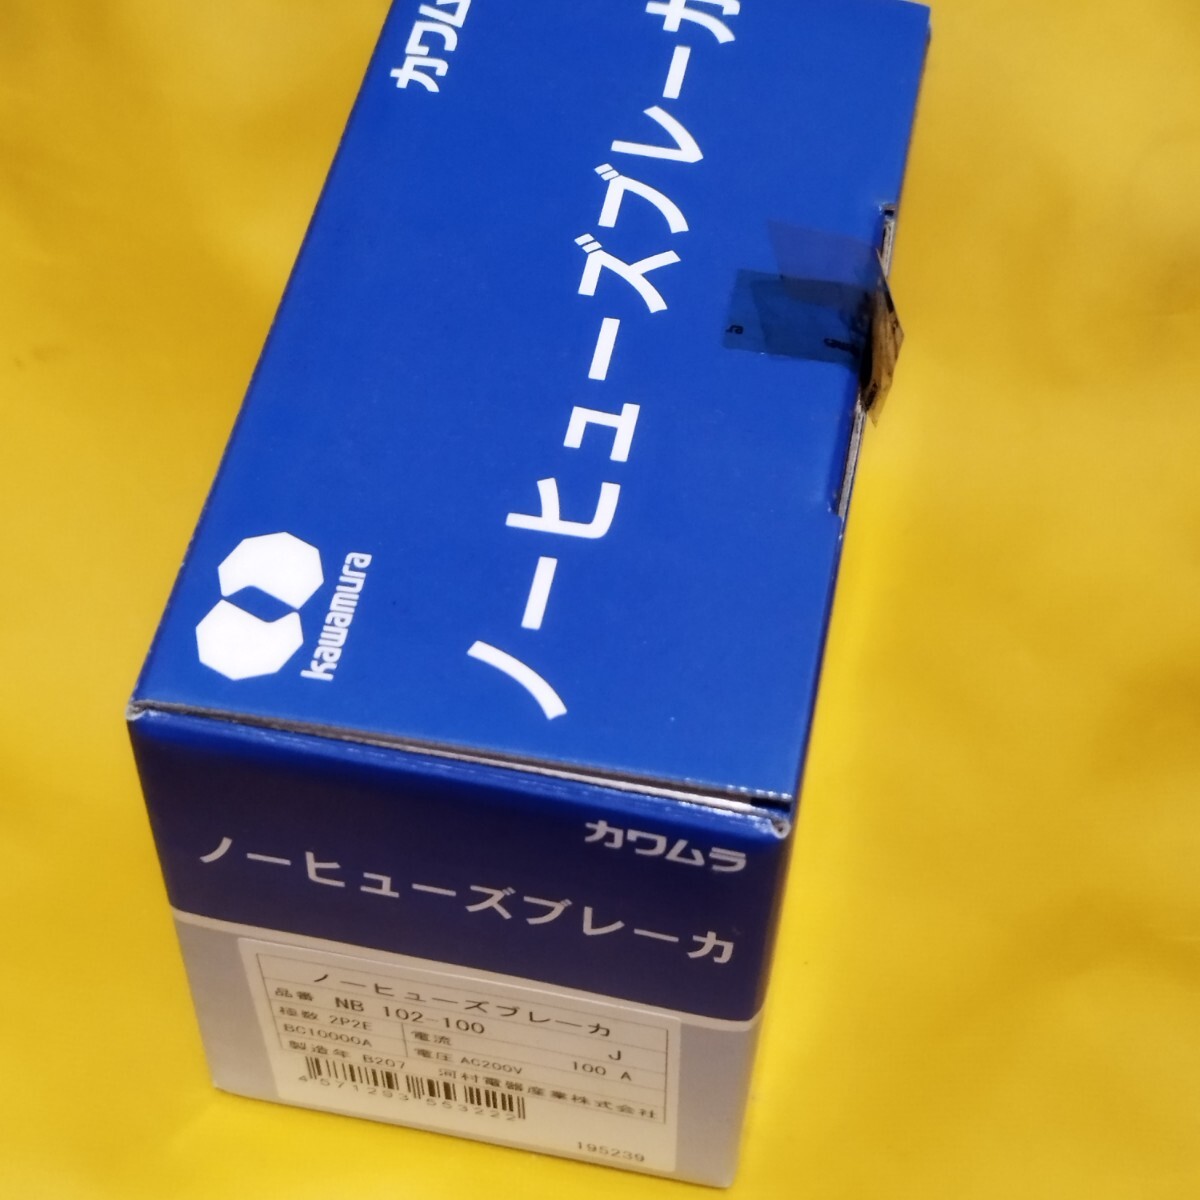 カワムラ
ノーヒューズブレーカ
kawamura
カワムラ
ノーヒューズブレーカ
ノーヒューズブレーカ
品番 NB 102-100 J
極数 2P2E 電流 100 A
BC10000A 電圧 AC200V
製造年 B207 河村電器産業株式会社
4571293553222
195239